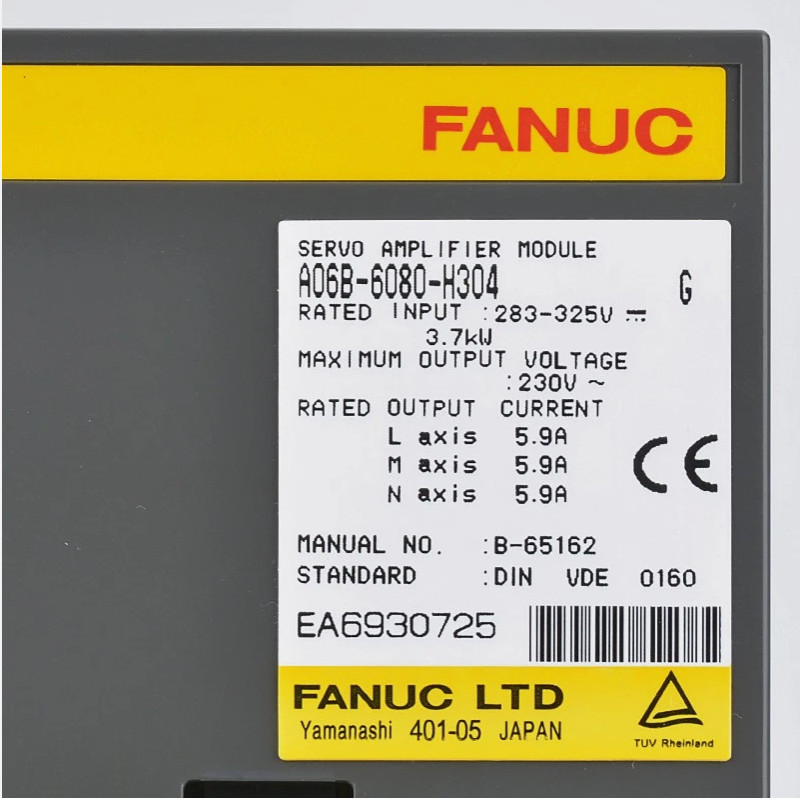 FANUC
SERVO AMPLIFIER MODULE
A06B-6080-H304 G
RATED INPUT :283-325V ⎓
3.7kW
MAXIMUM OUTPUT VOLTAGE
:230V ~
RATED OUTPUT CURRENT
L axis 5.9A
M axis 5.9A
N axis 5.9A
CE
MANUAL NO. :B-65162
STANDARD :DIN VDE 0160
EA6930725
FANUC LTD
Yamanashi 401-05 JAPAN
TUV Rheinland